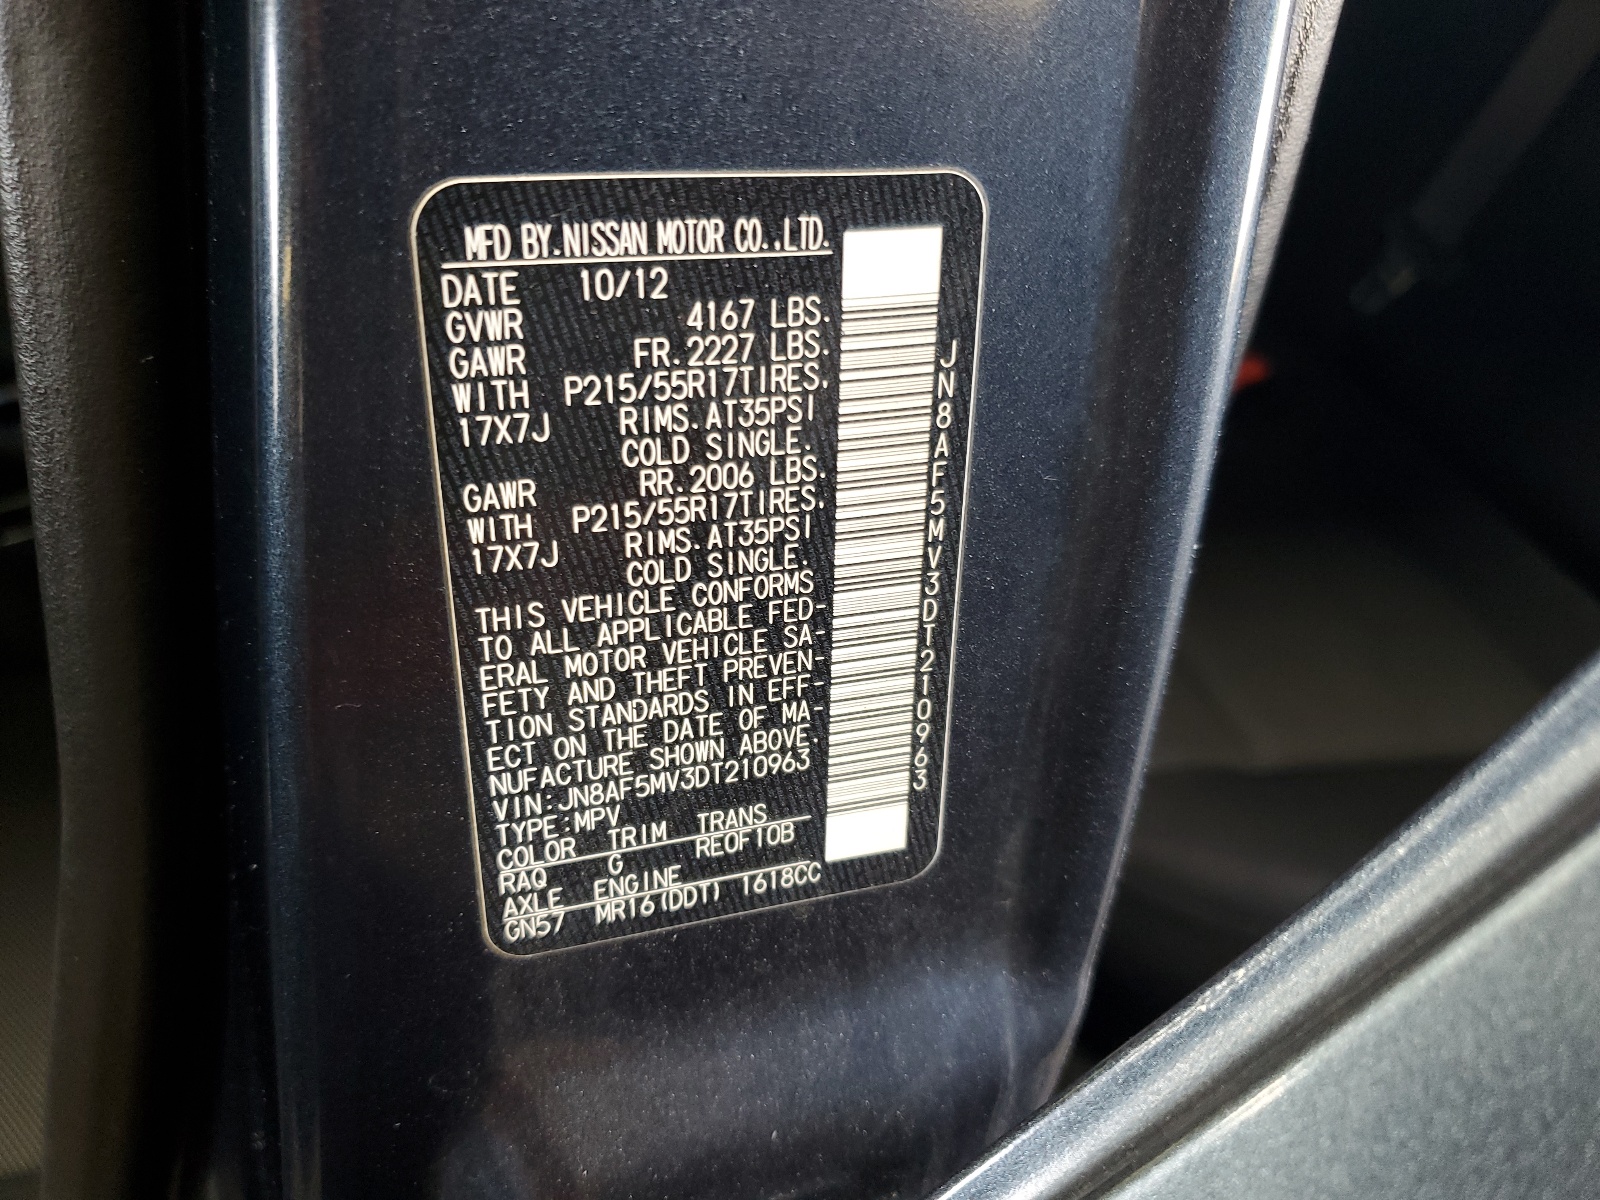 MFD BY.NISSAN MOTOR CO.,LTD.
DATE 10/12
GVWR 4167 LBS.
GAWR FR.2227 LBS.
WITH P215/55R17TIRES.
17X7J RIMS.AT35PSI
COLD SINGLE.
GAWR RR.2006 LBS.
WITH P215/55R17TIRES.
17X7J RIMS.AT35PSI
COLD SINGLE.
THIS VEHICLE CONFORMS
TO ALL APPLICABLE FED-
ERAL MOTOR VEHICLE SA-
FETY AND THEFT PREVEN-
TION STANDARDS IN EFF-
ECT ON THE DATE OF MA-
NUFACTURE SHOWN ABOVE.
VIN:JN8AF5MV3DT210963
TYPE:MPV
COLOR TRIM TRANS
RAQ G RE0F10B
AXLE ENGINE
GN57 MR16(DDT) 1618CC
JN8AF5MV3DT210963